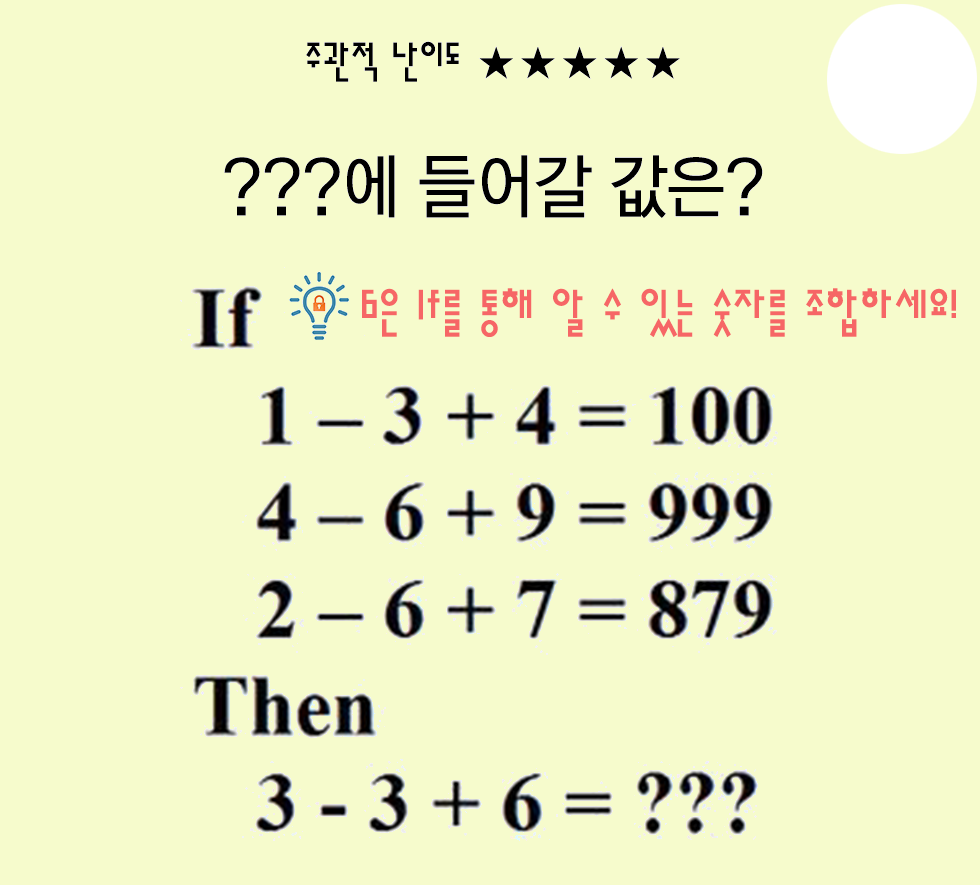 주관적 난이도 ★★★★★
???에 들어갈 값은?
If
6은 If를 통해 알 수 있는 숫자를 조합하세요!
1 – 3 + 4 = 100
4 – 6 + 9 = 999
2 – 6 + 7 = 879
Then
3 - 3 + 6 = ???